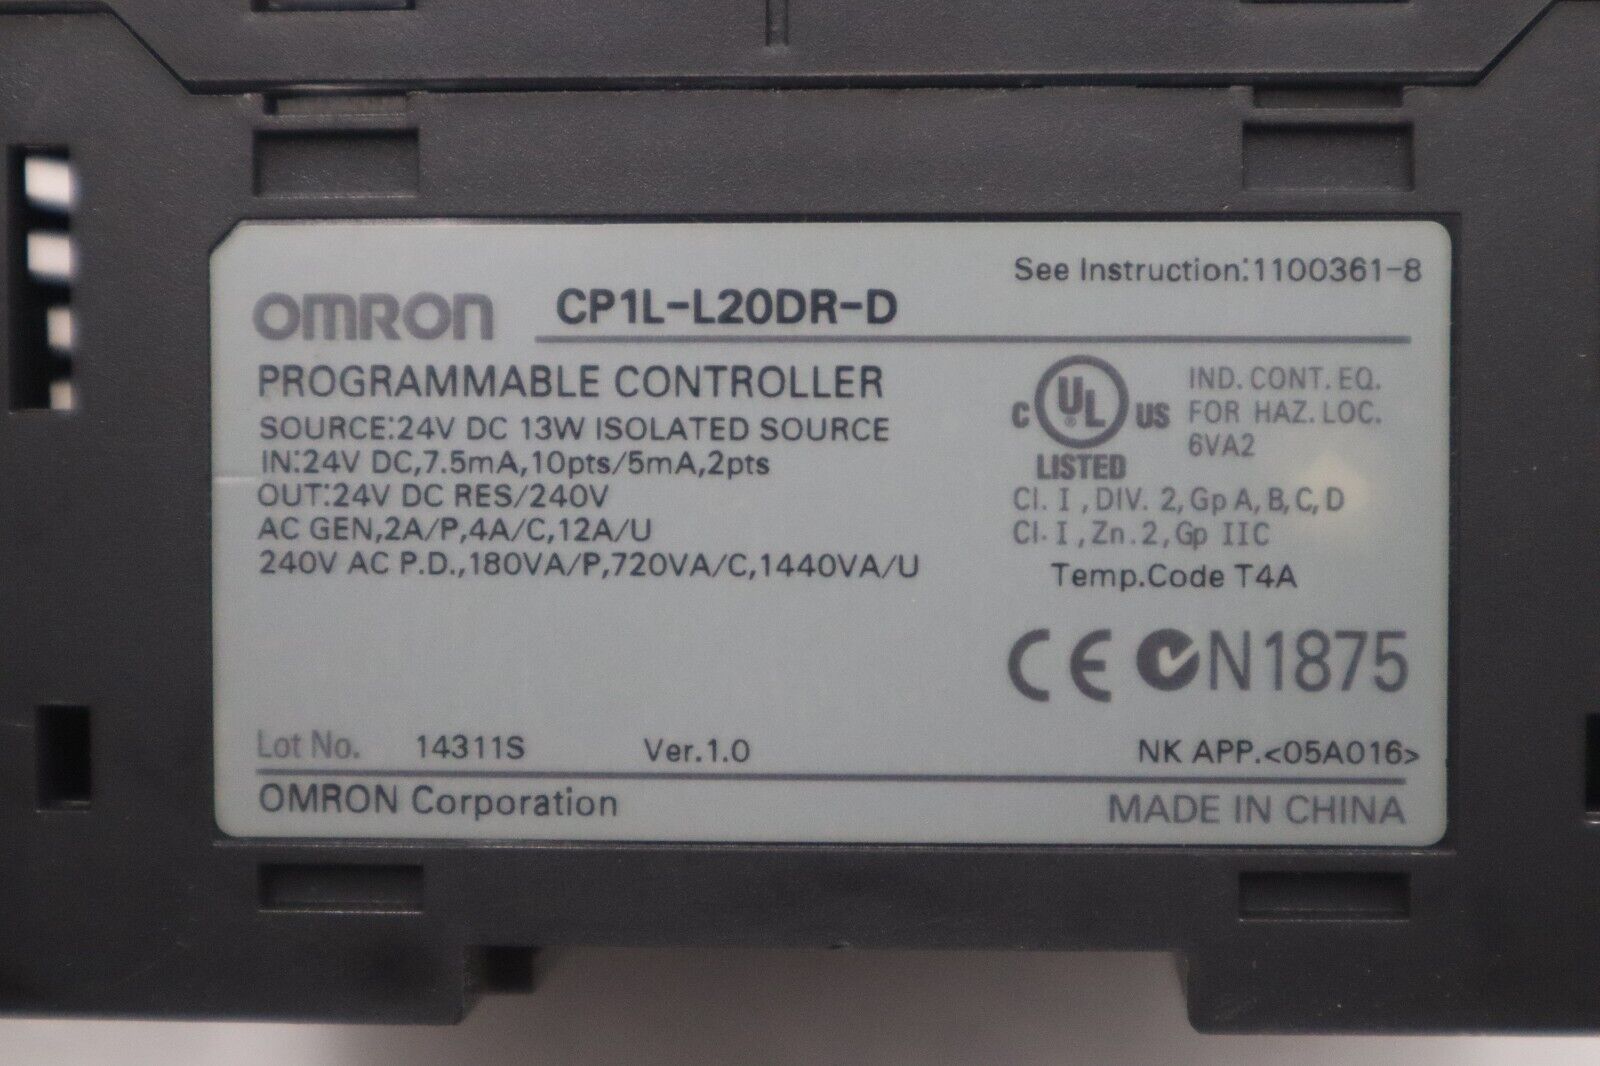 See Instruction:1100361-8
OMRON CP1L-L20DR-D
PROGRAMMABLE CONTROLLER
SOURCE:24V DC 13W ISOLATED SOURCE
IN:24V DC,7.5mA,10pts/5mA,2pts
OUT:24V DC RES/240V
AC GEN,2A/P,4A/C,12A/U
240V AC P.D.,180VA/P,720VA/C,1440VA/U
C UL ® US
LISTED
IND. CONT. EQ.
FOR HAZ. LOC.
6VA2
Cl. I, DIV. 2, Gp A, B, C, D
Cl. I, Zn. 2, Gp IIC
Temp.Code T4A
CE N1875
Lot No. 14311S Ver.1.0 NK APP.<05A016>
OMRON Corporation MADE IN CHINA